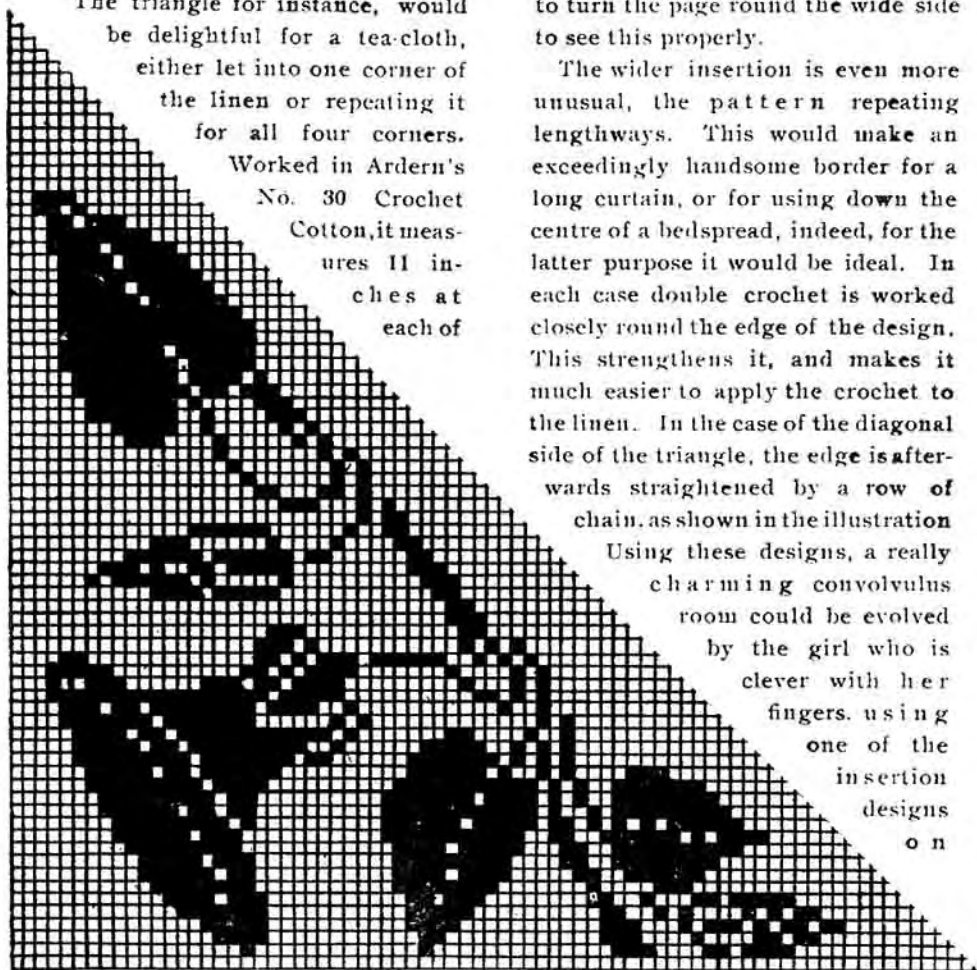 The triangle for instance, would
be delightful for a tea-cloth,
either let into one corner of
the linen or repeating it
for all four corners.
Worked in Ardern's
No. 30 Crochet
Cotton, it meas-
ures 11 in-
ches at
each of
to turn the page round the wide side
to see this properly.
The wider insertion is even more
unusual, the pattern repeating
lengthways. This would make an
exceedingly handsome border for a
long curtain, or for using down the
centre of a bedspread, indeed, for the
latter purpose it would be ideal. In
each case double crochet is worked
closely round the edge of the design.
This strengthens it, and makes it
much easier to apply the crochet to
the linen. In the case of the diagonal
side of the triangle, the edge is after-
wards straightened by a row of
chain, as shown in the illustration
Using these designs, a really
charming convolvulus
room could be evolved
by the girl who is
clever with her
fingers. using
one of the
insertion
designs
on